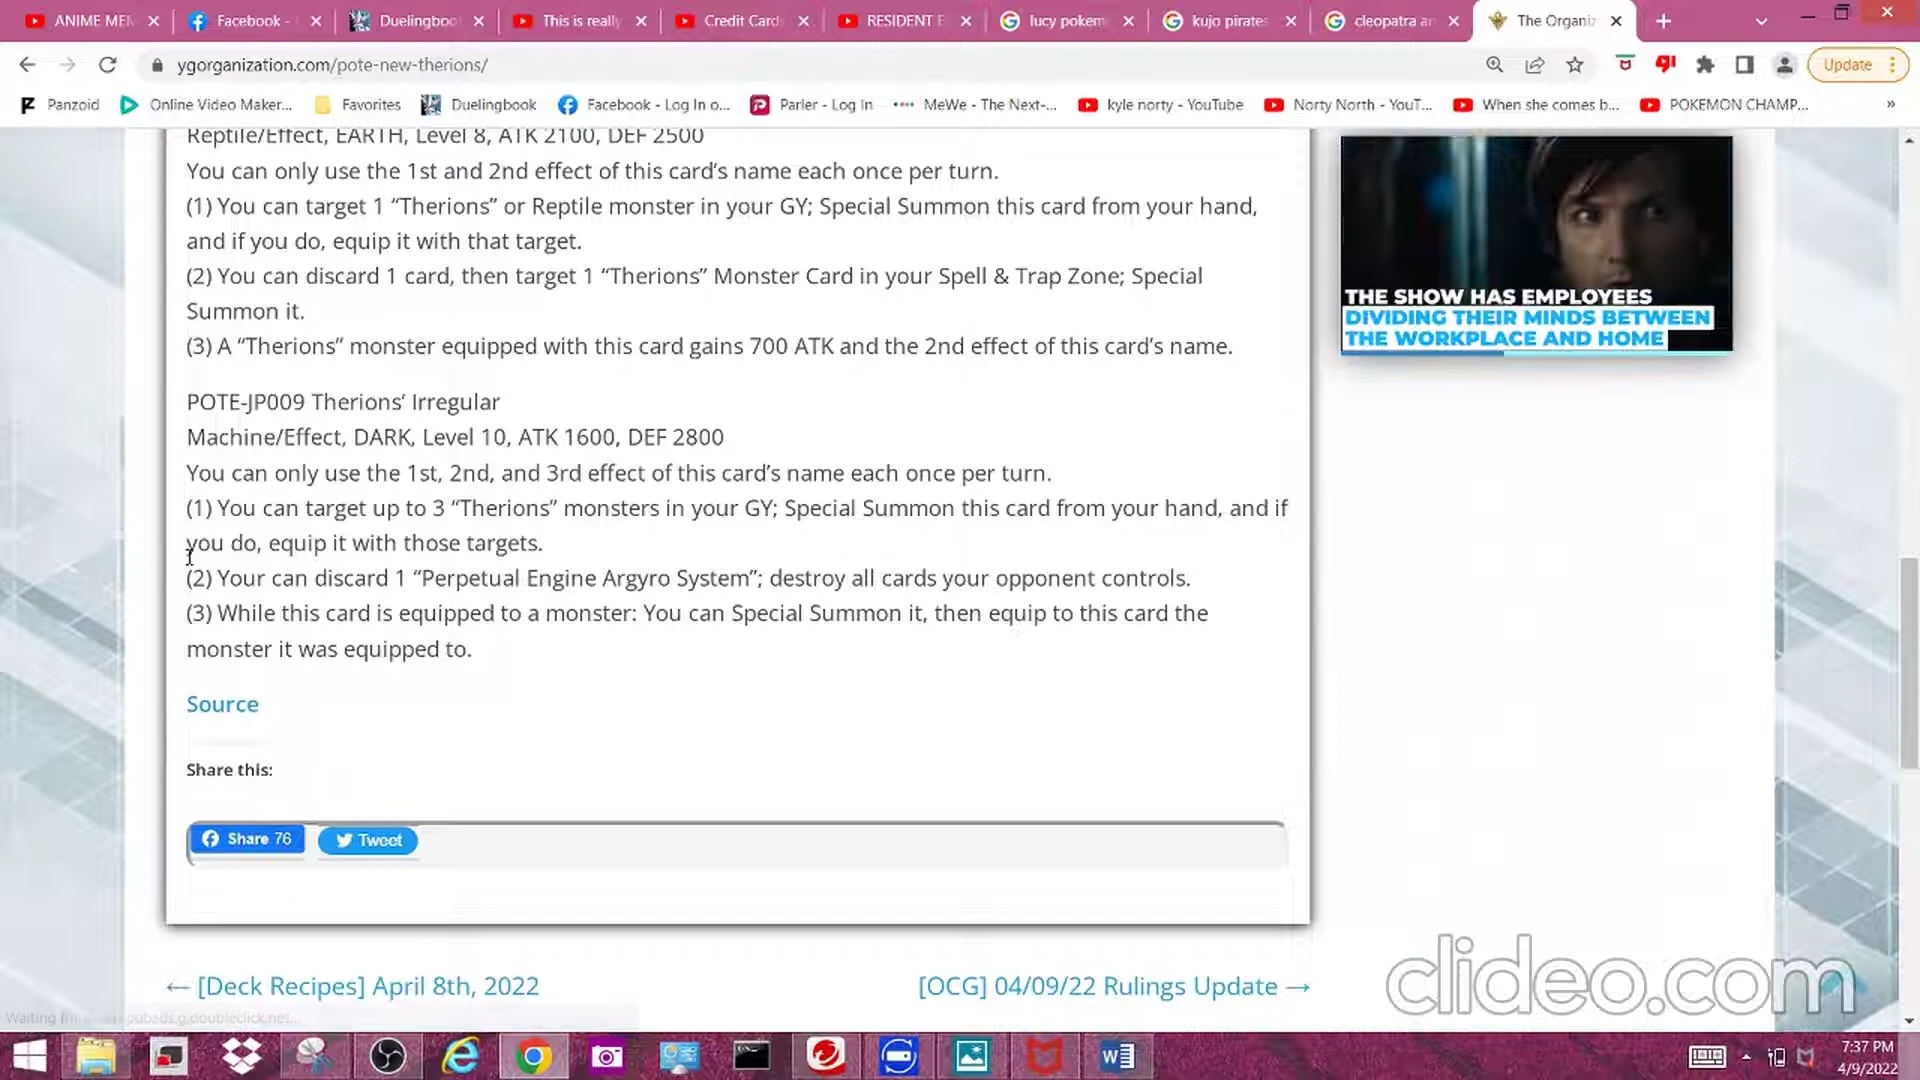 ANIME MEM
Facebook -
Duelingboo
This is really
Credit Card
RESIDENT E
lucy pokem
kujo pirates
cleopatra an
The Organiz
ygorganization.com/pote-new-therions/
Update
Panzoid
Online Video Maker...
Favorites
Duelingbook
Facebook - Log In o...
Parler - Log In
MeWe - The Next-...
kyle norty - YouTube
Norty North - YouT...
When she comes b...
POKEMON CHAMP...
»
Reptile/Effect, EARTH, Level 8, ATK 2100, DEF 2500
You can only use the 1st and 2nd effect of this card’s name each once per turn.
(1) You can target 1 “Therions” or Reptile monster in your GY; Special Summon this card from your hand,
and if you do, equip it with that target.
(2) You can discard 1 card, then target 1 “Therions” Monster Card in your Spell & Trap Zone; Special
Summon it.
(3) A “Therions” monster equipped with this card gains 700 ATK and the 2nd effect of this card’s name.
POTE-JP009 Therions’ Irregular
Machine/Effect, DARK, Level 10, ATK 1600, DEF 2800
You can only use the 1st, 2nd, and 3rd effect of this card’s name each once per turn.
(1) You can target up to 3 “Therions” monsters in your GY; Special Summon this card from your hand, and if
you do, equip it with those targets.
(2) Your can discard 1 “Perpetual Engine Argyro System”; destroy all cards your opponent controls.
(3) While this card is equipped to a monster: You can Special Summon it, then equip to this card the
monster it was equipped to.
Source
Share this:
Share 76
Tweet
← [Deck Recipes] April 8th, 2022
[OCG] 04/09/22 Rulings Update →
THE SHOW HAS EMPLOYEES
DIVIDING THEIR MINDS BETWEEN
THE WORKPLACE AND HOME
clideo.com
Waiting
pubads.g.doubleclick.net...
7:37 PM
4/9/2022